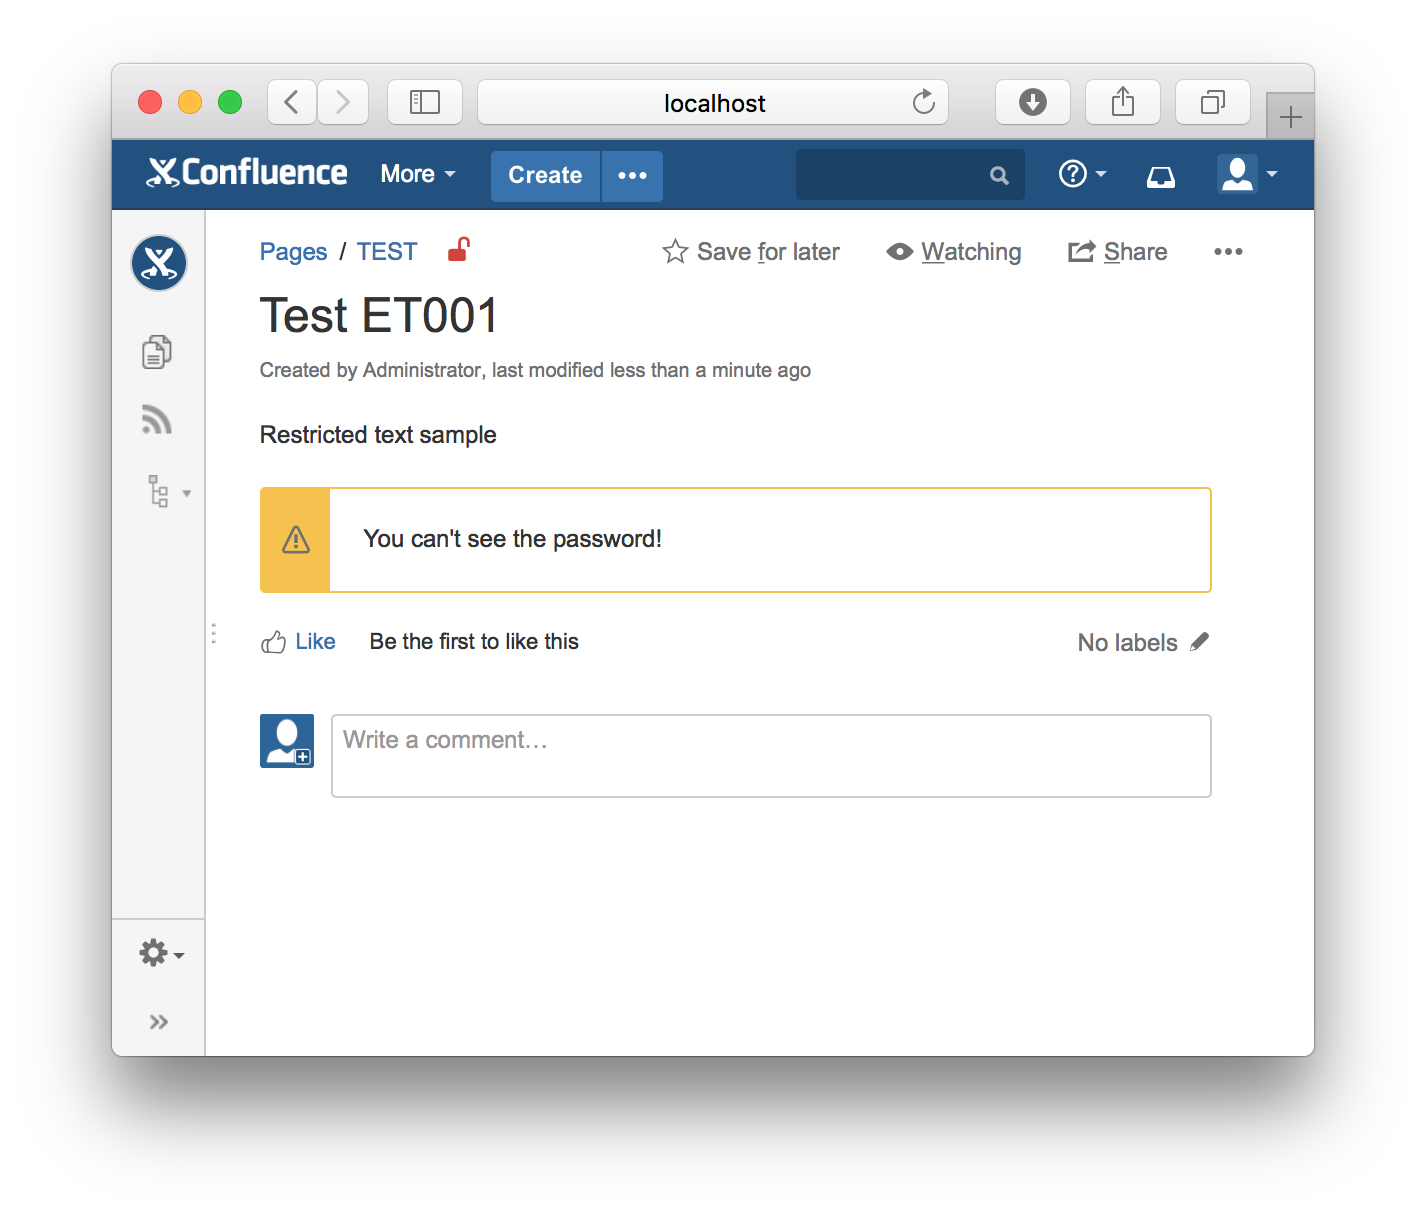 localhost
Confluence More Create
Pages / TEST Save for later Watching Share
Test ET001
Created by Administrator, last modified less than a minute ago
Restricted text sample
You can't see the password!
Like Be the first to like this No labels
Write a comment…